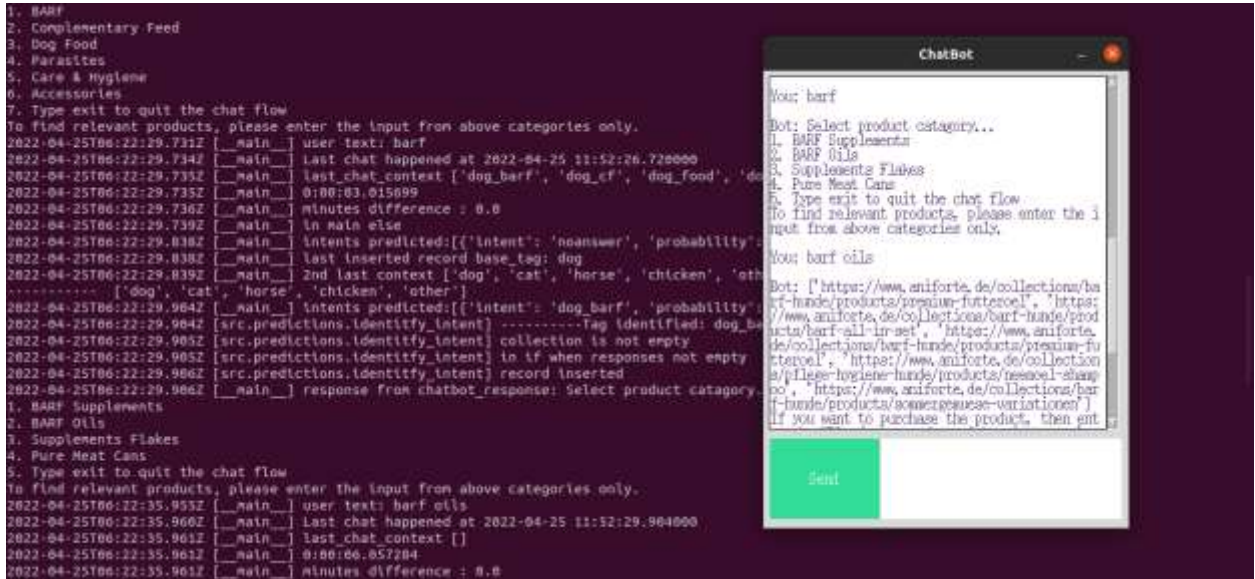 1. BARF
2. Complementary Feed
3. Dog Food
4. Parasites
5. Care & Hygiene
6. Accessories
7. Type exit to quit the chat flow
To find relevant products, please enter the input from above categories only.
2022-04-25T06:22:29.731Z [__main__] user text: barf
2022-04-25T06:22:29.734Z [__main__] Last chat happened at 2022-04-25 11:52:26.720000
2022-04-25T06:22:29.735Z [__main__] last_chat_context ['dog_barf', 'dog_cf', 'dog_food', 'do
2022-04-25T06:22:29.735Z [__main__] 0:00:03.015699
2022-04-25T06:22:29.736Z [__main__] minutes difference : 0.0
2022-04-25T06:22:29.739Z [__main__] in main else
2022-04-25T06:22:29.838Z [__main__] intents predicted:[{'intent': 'noanswer', 'probability':
2022-04-25T06:22:29.838Z [__main__] last inserted record base_tag: dog
2022-04-25T06:22:29.839Z [__main__] 2nd last context ['dog', 'cat', 'horse', 'chicken', 'oth
------------ ['dog', 'cat', 'horse', 'chicken', 'other']
2022-04-25T06:22:29.964Z [__main__] intents predicted:[{'intent': 'dog_barf', 'probability':
2022-04-25T06:22:29.904Z [src.predictions.identitfy_intent] ----------Tag identified: dog_ba
2022-04-25T06:22:29.905Z [src.predictions.identitfy_intent] collection is not empty
2022-04-25T06:22:29.905Z [src.predictions.identitfy_intent] in if when responses not empty
2022-04-25T06:22:29.906Z [src.predictions.identitfy_intent] record inserted
2022-04-25T06:22:29.906Z [__main__] response from chatbot_response: Select product catagory.
1. BARF Supplements
2. BARF Oils
3. Supplements Flakes
4. Pure Meat Cans
5. Type exit to quit the chat flow
To find relevant products, please enter the input from above categories only.
2022-04-25T06:22:35.955Z [__main__] user text: barf oils
2022-04-25T06:22:35.960Z [__main__] Last chat happened at 2022-04-25 11:52:29.904000
2022-04-25T06:22:35.961Z [__main__] last_chat_context []
2022-04-25T06:22:35.961Z [__main__] 0:00:06.057284
2022-04-25T06:22:35.961Z [__main__] minutes difference : 0.0
ChatBot
You: barf
Bot: Select product catagory...
1. BARF Supplements
2. BARF Oils
3. Supplements Flakes
4. Pure Meat Cans
5. Type exit to quit the chat flow
To find relevant products, please enter the i
nput from above categories only.
You: barf oils
Bot: ['https://www.aniforte.de/collections/ba
rf-hunde/products/premium-futteroel', 'https:
//www.aniforte.de/collections/barf-hunde/prod
ucts/barf-all-in-set', 'https://www.aniforte.
de/collections/barf-hunde/products/premium-fu
tteroel', 'https://www.aniforte.de/collection
s/pflege-hygiene-hunde/products/neemoel-shamp
oo', 'https://www.aniforte.de/collections/bar
f-hunde/products/sommergemuese-variationen']
If you want to purchase the product, then ent
Send